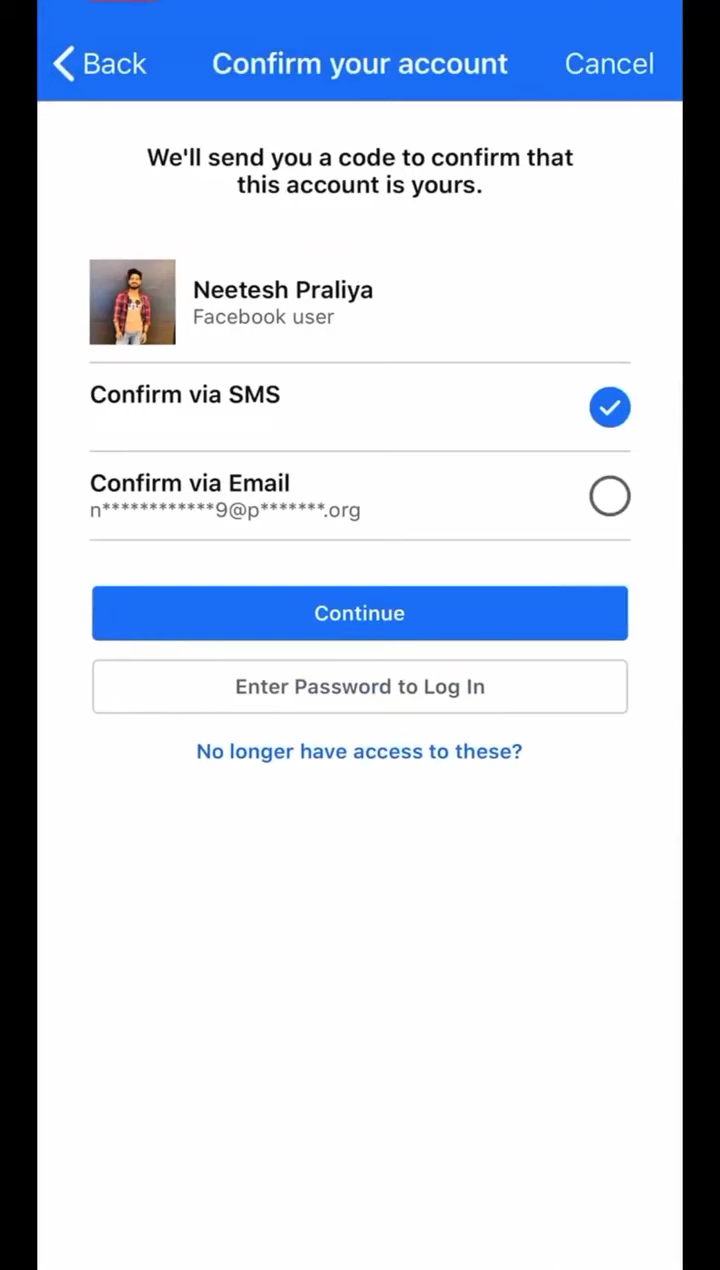 Back
Confirm your account
Cancel
We'll send you a code to confirm that
this account is yours.
Neetesh Praliya
Facebook user
Confirm via SMS
Confirm via Email
n************9@p*******.org
Continue
Enter Password to Log In
No longer have access to these?